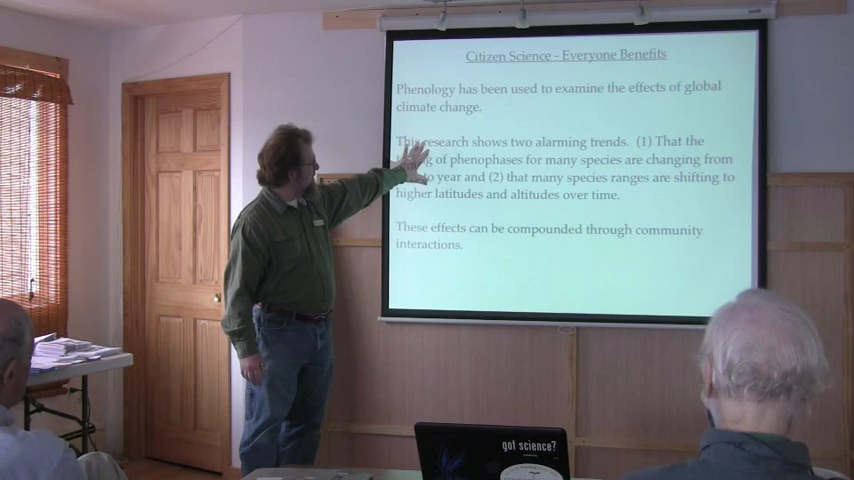 Citizen Science - Everyone Benefits
Phenology has been used to examine the effects of global
climate change.
This research shows two alarming trends. (1) That the
of phenophases for many species are changing from
to year and (2) that many species ranges are shifting to
higher latitudes and altitudes over time.
These effects can be compounded through community
interactions.
got science?